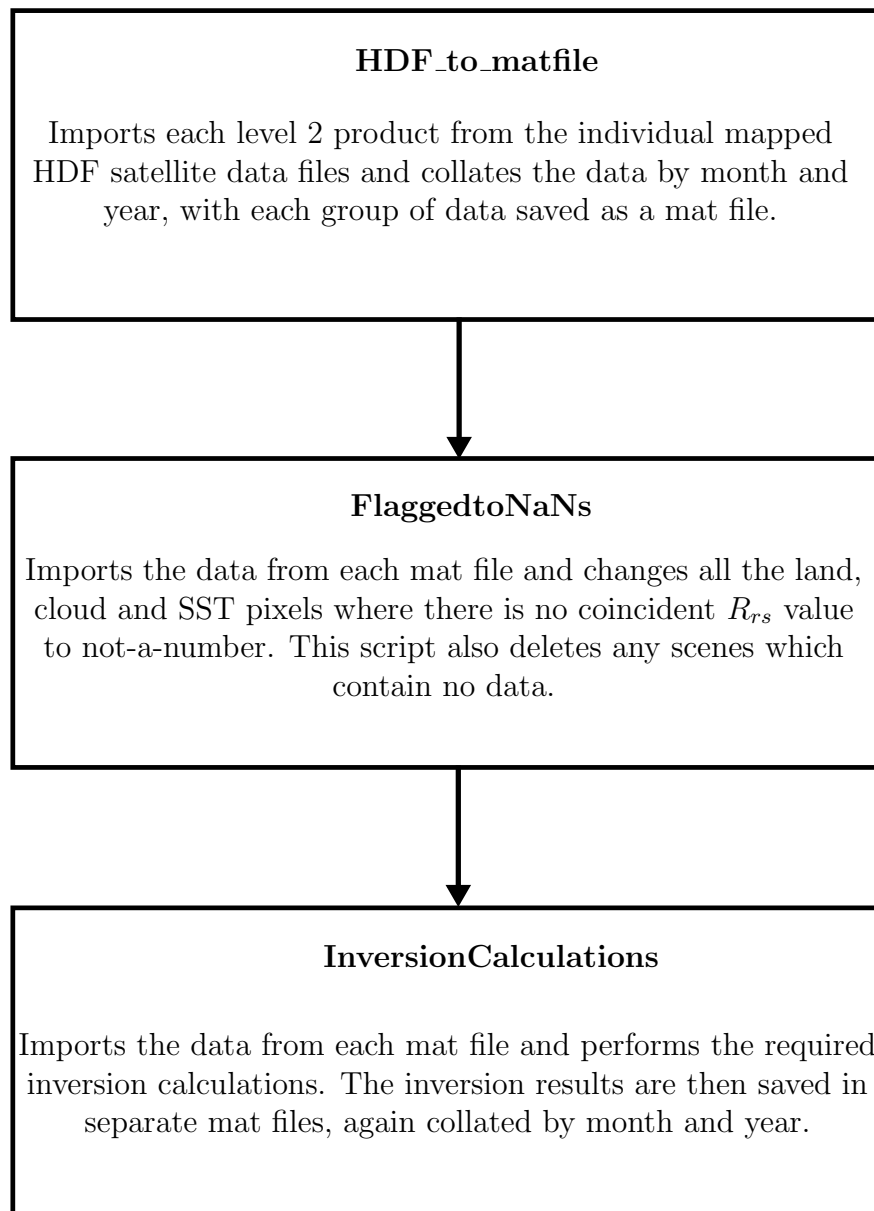 HDF_to_matfile
Imports each level 2 product from the individual mapped
HDF satellite data files and collates the data by month and
year, with each group of data saved as a mat file.
FlaggedtoNaNs
Imports the data from each mat file and changes all the land,
cloud and SST pixels where there is no coincident R_{rs} value
to not-a-number. This script also deletes any scenes which
contain no data.
InversionCalculations
Imports the data from each mat file and performs the required
inversion calculations. The inversion results are then saved in
separate mat files, again collated by month and year.